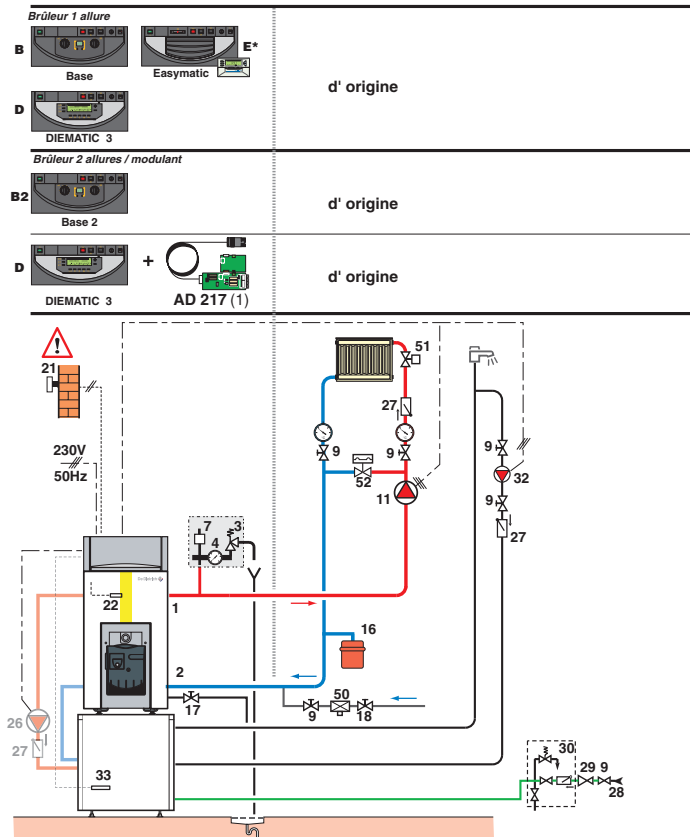 Brûleur 1 allure
B
E*
Base
Easymatic
d' origine
D
DIEMATIC 3
Brûleur 2 allures / modulant
B2
Base 2
d' origine
D
+
DIEMATIC 3
AD 217 (1)
d' origine
!
21
51
27
230V
50Hz
9
9
9
52
32
11
9
7
3
4
27
22
1
16
2
26
17
50
9
18
27
33
30
29
9
28